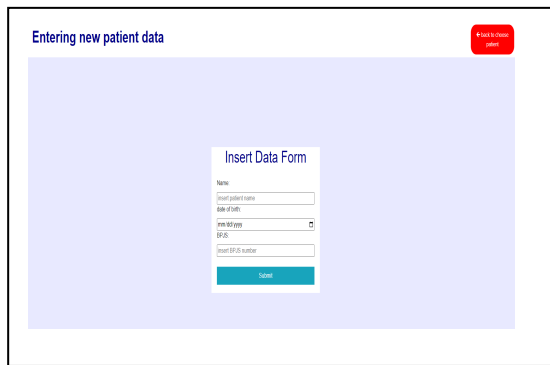 Entering new patient data
← back to choose
patient
Insert Data Form
Name:
insert patient name
date of birth:
mm/dd/yyyy
BPJS:
insert BPJS number
Submit